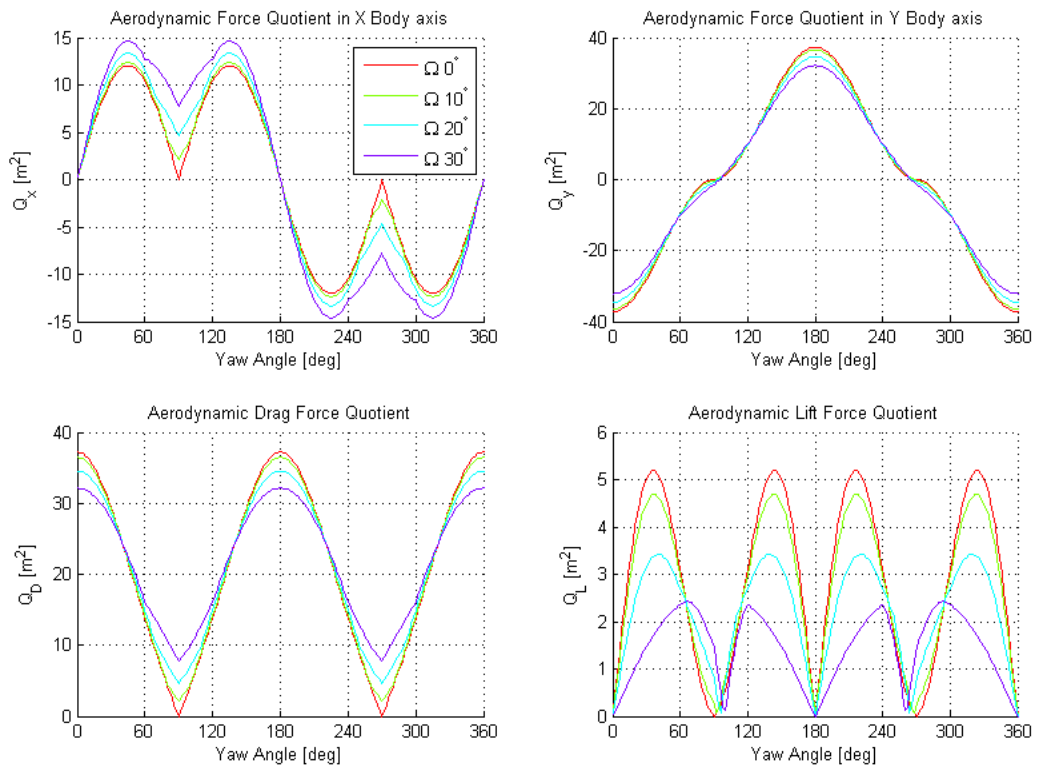 Aerodynamic Force Quotient in X Body axis
15
10
5
0
-5
-10
-15
Q_x [m²]
0 60 120 180 240 300 360
Yaw Angle [deg]
Ω 0°
Ω 10°
Ω 20°
Ω 30°
Aerodynamic Force Quotient in Y Body axis
40
20
0
-20
-40
Q_y [m²]
0 60 120 180 240 300 360
Yaw Angle [deg]
Aerodynamic Drag Force Quotient
40
30
20
10
0
Q_D [m²]
0 60 120 180 240 300 360
Yaw Angle [deg]
Aerodynamic Lift Force Quotient
6
5
4
3
2
1
0
Q_L [m²]
0 60 120 180 240 300 360
Yaw Angle [deg]